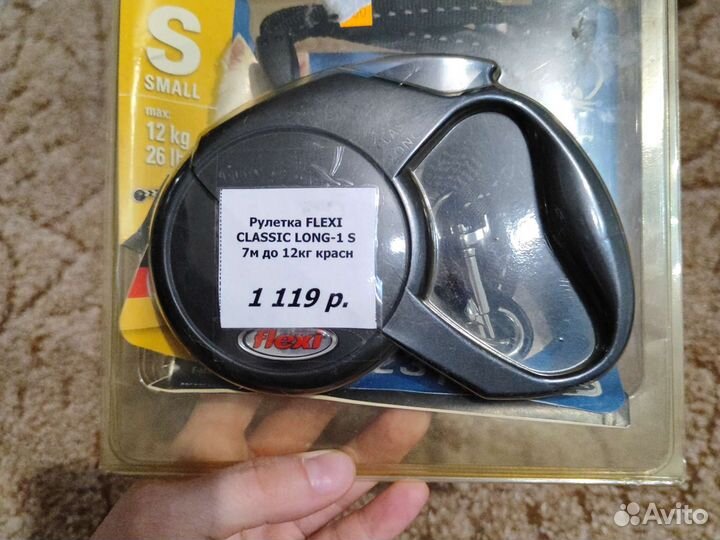 S
SMALL
max:
12 kg
26 lb
Рулетка FLEXI
CLASSIC LONG-1 S
7м до 12кг красн
1 119 р.
flexi
Avito